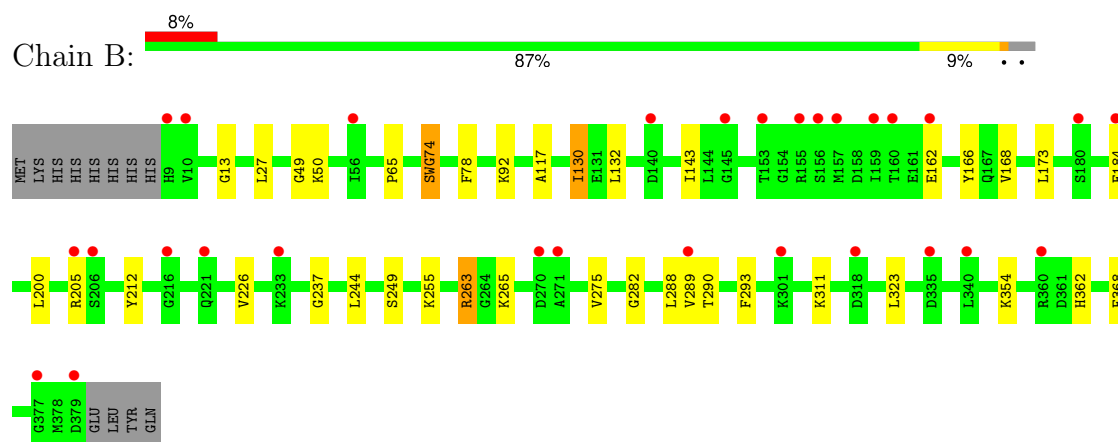 8%
Chain B:
87% 9% • •
MET LYS HIS HIS HIS HIS HIS HIS H9 V10 G13 L27 G49 K50 I56 P65 SWG74 F78 K92 A117 I130 E131 L132 D140 I143 L144 G145 T153 G154 R155 S156 M157 D158 I159 T160 E161 E162 Y166 Q167 V168 L173 S180 E184
L200 R205 S206 Y212 G216 Q221 V226 K233 G237 L244 S249 K255 R263 G264 K265 D270 A271 V275 G282 L288 V289 T290 F293 K301 K311 D318 L323 D335 L340 K354 R360 D361 H362
G377 M378 D379 GLU LEU TYR GLN